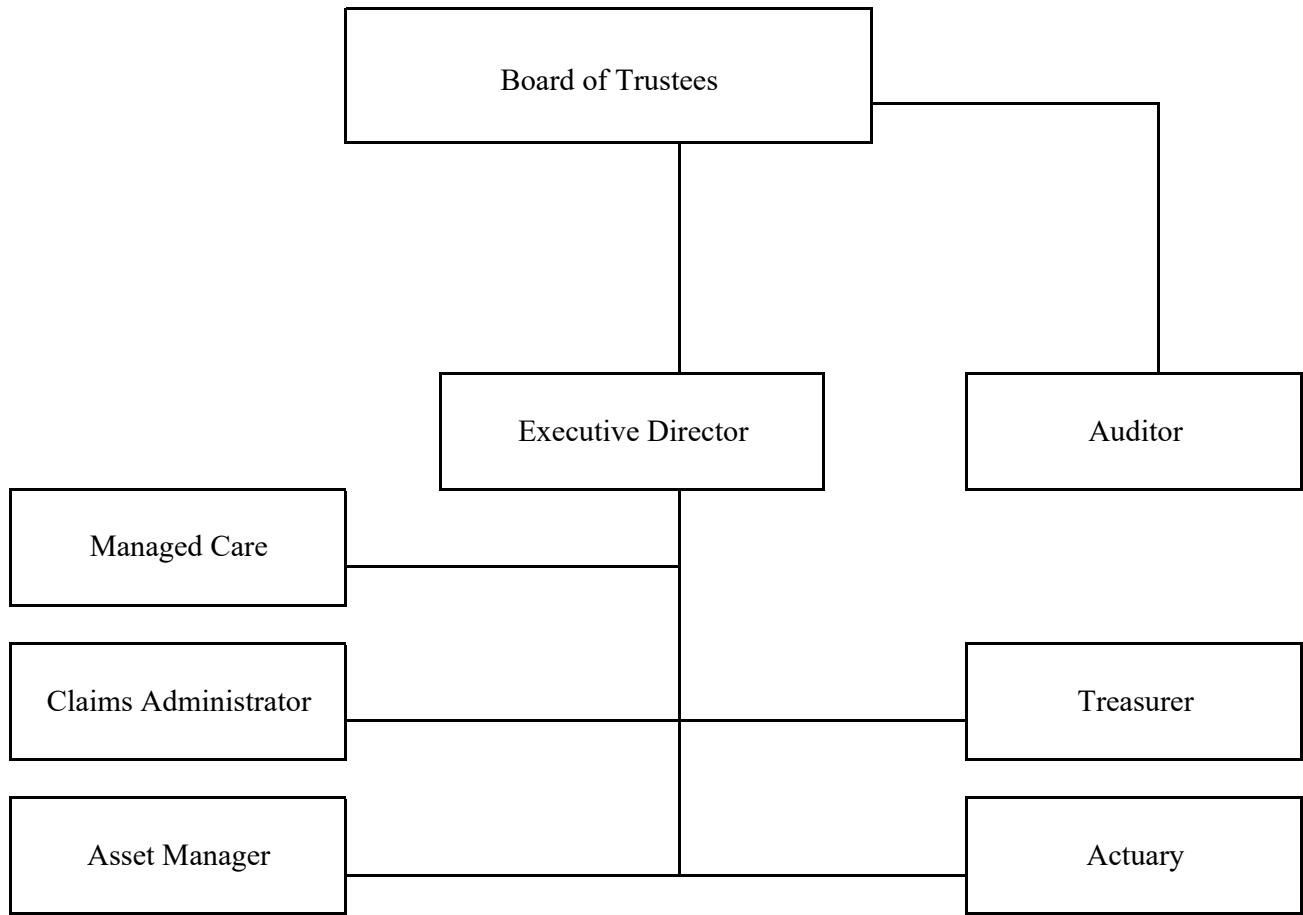 Board of Trustees
Executive Director
Auditor
Managed Care
Claims Administrator
Treasurer
Asset Manager
Actuary